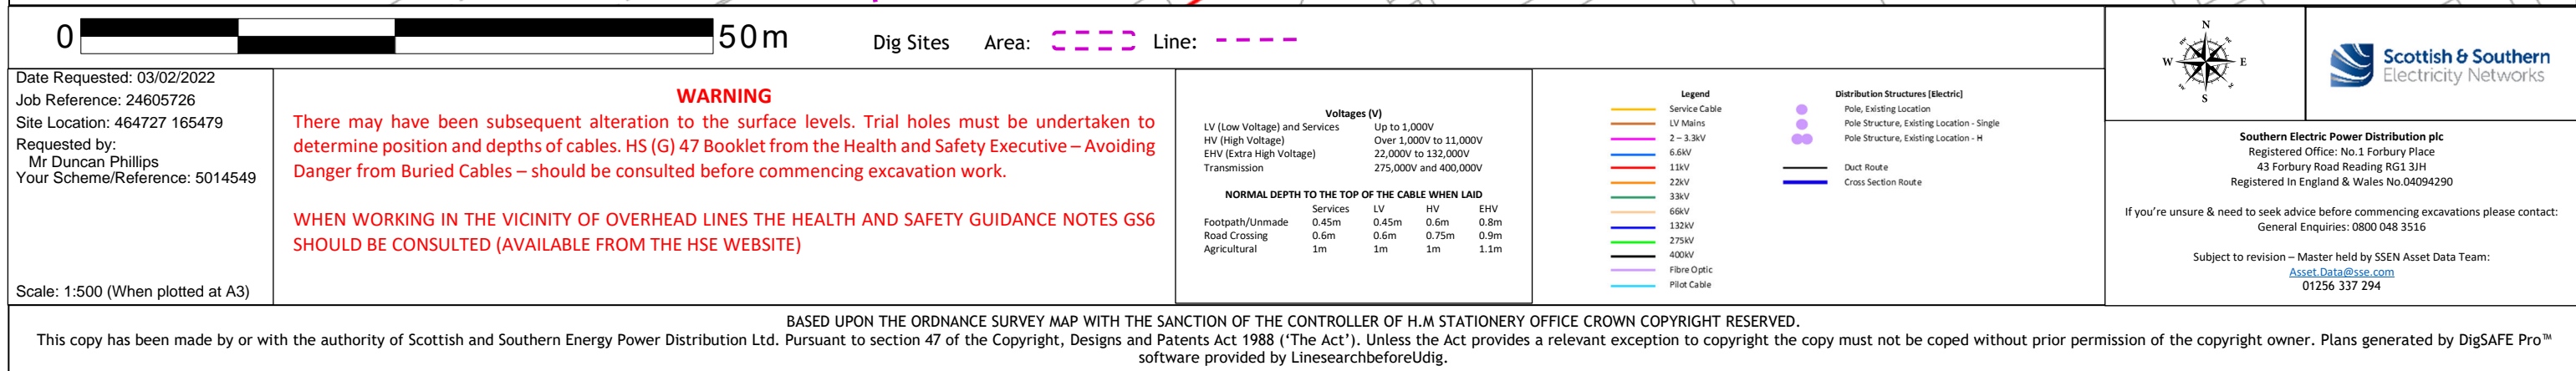 0 50m Dig Sites Area: Line:
Date Requested: 03/02/2022
Job Reference: 24605726
Site Location: 464727 165479
Requested by:
Mr Duncan Phillips
Your Scheme/Reference: 5014549
Scale: 1:500 (When plotted at A3)
WARNING
There may have been subsequent alteration to the surface levels. Trial holes must be undertaken to
determine position and depths of cables. HS (G) 47 Booklet from the Health and Safety Executive – Avoiding
Danger from Buried Cables – should be consulted before commencing excavation work.
WHEN WORKING IN THE VICINITY OF OVERHEAD LINES THE HEALTH AND SAFETY GUIDANCE NOTES GS6
SHOULD BE CONSULTED (AVAILABLE FROM THE HSE WEBSITE)
Voltages (V)
LV (Low Voltage) and Services Up to 1,000V
HV (High Voltage) Over 1,000V to 11,000V
EHV (Extra High Voltage) 22,000V to 132,000V
Transmission 275,000V and 400,000V
NORMAL DEPTH TO THE TOP OF THE CABLE WHEN LAID
Services LV HV EHV
Footpath/Unmade 0.45m 0.45m 0.6m 0.8m
Road Crossing 0.6m 0.6m 0.75m 0.9m
Agricultural 1m 1m 1m 1.1m
Legend
Service Cable
LV Mains
2 – 3.3kV
6.6kV
11kV
22kV
33kV
66kV
132kV
275kV
400kV
Fibre Optic
Pilot Cable
Distribution Structures [Electric]
Pole, Existing Location
Pole Structure, Existing Location - Single
Pole Structure, Existing Location - H
Duct Route
Cross Section Route
N
W E
S
Scottish & Southern
Electricity Networks
Southern Electric Power Distribution plc
Registered Office: No.1 Forbury Place
43 Forbury Road Reading RG1 3JH
Registered In England & Wales No.04094290
If you're unsure & need to seek advice before commencing excavations please contact:
General Enquiries: 0800 048 3516
Subject to revision – Master held by SSEN Asset Data Team:
Asset.Data@sse.com
01256 337 294
BASED UPON THE ORDNANCE SURVEY MAP WITH THE SANCTION OF THE CONTROLLER OF H.M STATIONERY OFFICE CROWN COPYRIGHT RESERVED.
This copy has been made by or with the authority of Scottish and Southern Energy Power Distribution Ltd. Pursuant to section 47 of the Copyright, Designs and Patents Act 1988 ('The Act'). Unless the Act provides a relevant exception to copyright the copy must not be coped without prior permission of the copyright owner. Plans generated by DigSAFE Pro™
software provided by LinesearchbeforeUdig.